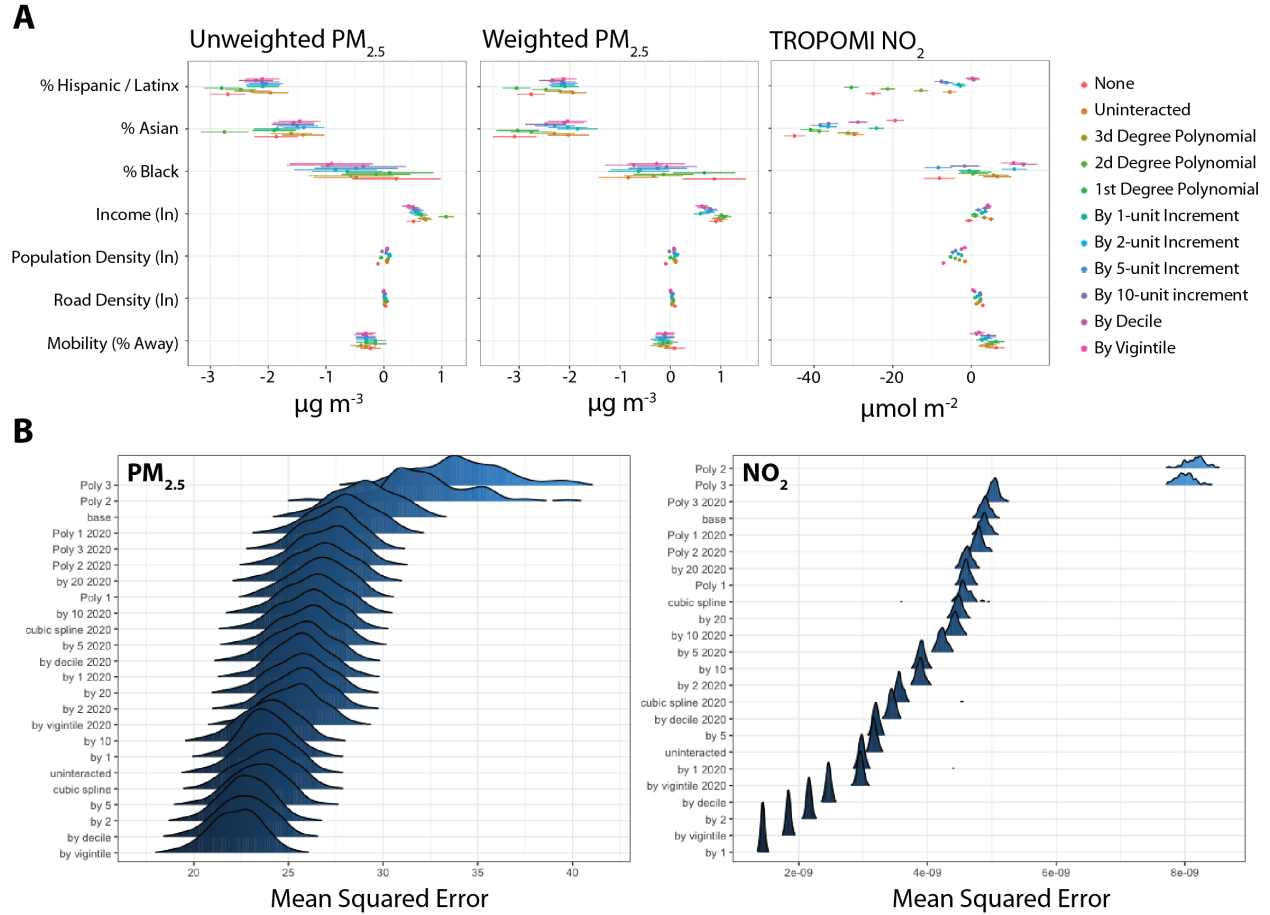 A
Unweighted PM2.5
Weighted PM2.5
TROPOMI NO2
% Hispanic / Latinx
% Asian
% Black
Income (ln)
Population Density (ln)
Road Density (ln)
Mobility (% Away)
-3 -2 -1 0 1
-3 -2 -1 0 1
-40 -20 0
μg m-3
μg m-3
μmol m-2
None
Uninteracted
3d Degree Polynomial
2d Degree Polynomial
1st Degree Polynomial
By 1-unit Increment
By 2-unit Increment
By 5-unit Increment
By 10-unit increment
By Decile
By Vigintile
B
PM2.5
Poly 3
Poly 2
base
Poly 1 2020
Poly 3 2020
Poly 2 2020
by 20 2020
Poly 1
by 10 2020
cubic spline 2020
by 5 2020
by decile 2020
by 1 2020
by 20
by 2 2020
by vigintile 2020
by 10
by 1
uninteracted
cubic spline
by 5
by 2
by decile
by vigintile
20 25 30 35 40
Mean Squared Error
NO2
Poly 2
Poly 3
Poly 3 2020
base
Poly 1 2020
Poly 2 2020
by 20 2020
Poly 1
cubic spline
by 20
by 10 2020
by 5 2020
by 10
by 2 2020
cubic spline 2020
by decile 2020
by 5
uninteracted
by 1 2020
by vigintile 2020
by decile
by 2
by vigintile
by 1
2e-09 4e-09 6e-09 8e-09
Mean Squared Error